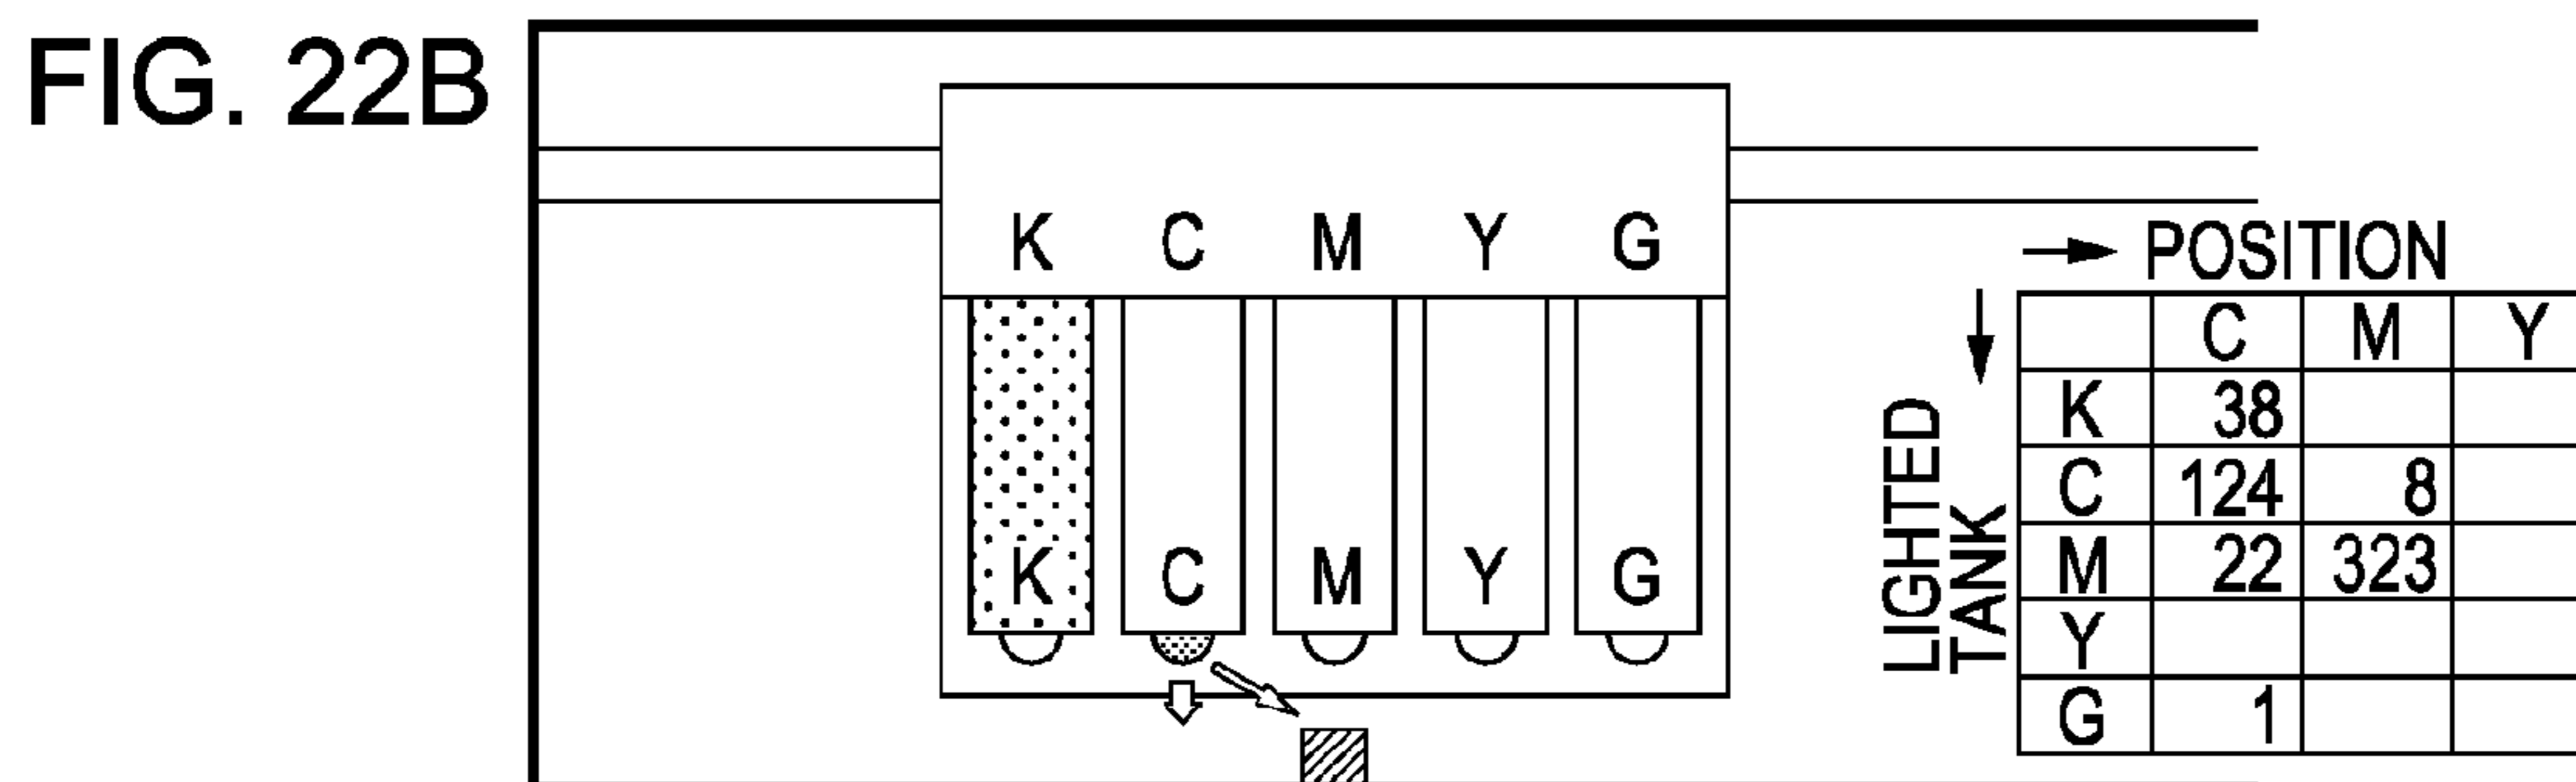 FIG. 22B
K C M Y G
K C M Y G
POSITION
LIGHTED
TANK
C M Y
K 38
C 124 8
M 22 323
Y
G 1